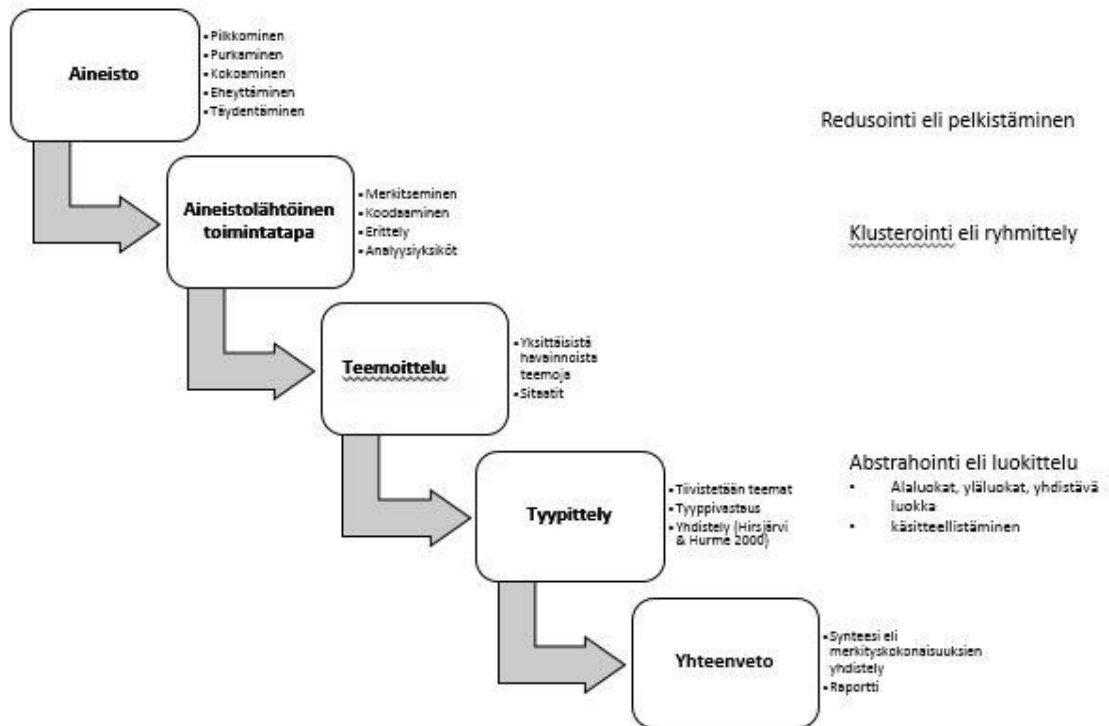 Aineisto
▪ Pilkkominen
▪ Purkaminen
▪ Kokoaminen
▪ Eheyttäminen
▪ Täydentäminen
Redusointi eli pelkistäminen
Aineistolähtöinen
toimintatapa
▪ Merkitseminen
▪ Koodaaminen
▪ Erittely
▪ Analyysiyksiköt
Klusterointi eli ryhmittely
Teemoittelu
▪ Yksittäisistä
havainnoista
teemoja
▪ Sitaatit
Tyypittely
▪ Tiivistetään teemat
▪ Tyyppivastaus
▪ Yhdistely (Hirsjärvi
& Hurme 2000)
Abstrahointi eli luokittelu
• Alaluokat, yläluokat, yhdistävä
luokka
• käsitteellistäminen
Yhteenveto
▪ Synteesi eli
merkityskokonaisuuksien
yhdistely
▪ Raportti